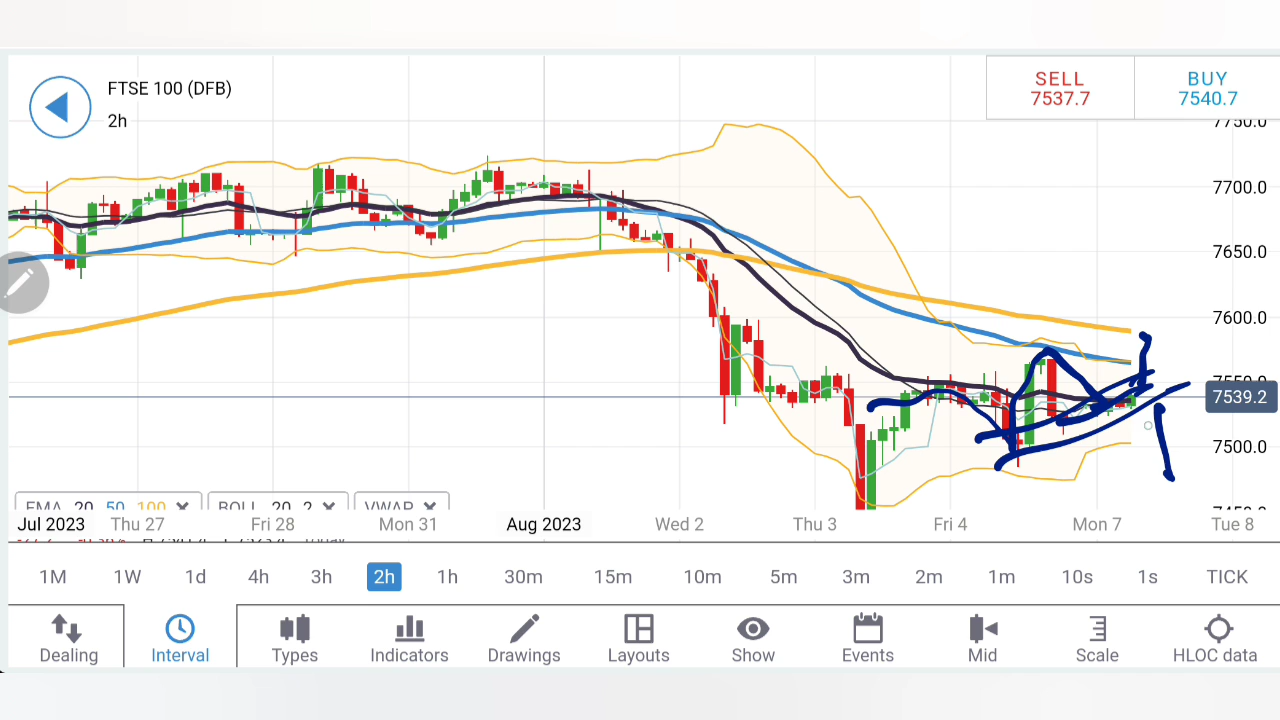 FTSE 100 (DFB)
2h
SELL
7537.7
BUY
7540.7
7750.0
7700.0
7650.0
7600.0
7550.0
7539.2
7500.0
EMA 20 50 100
BOLL 20 2
VWAP
Jul 2023 Thu 27 Fri 28 Mon 31 Aug 2023 Wed 2 Thu 3 Fri 4 Mon 7 Tue 8
1M 1W 1d 4h 3h 2h 1h 30m 15m 10m 5m 3m 2m 1m 10s 1s TICK
Dealing Interval Types Indicators Drawings Layouts Show Events Mid Scale HLOC data